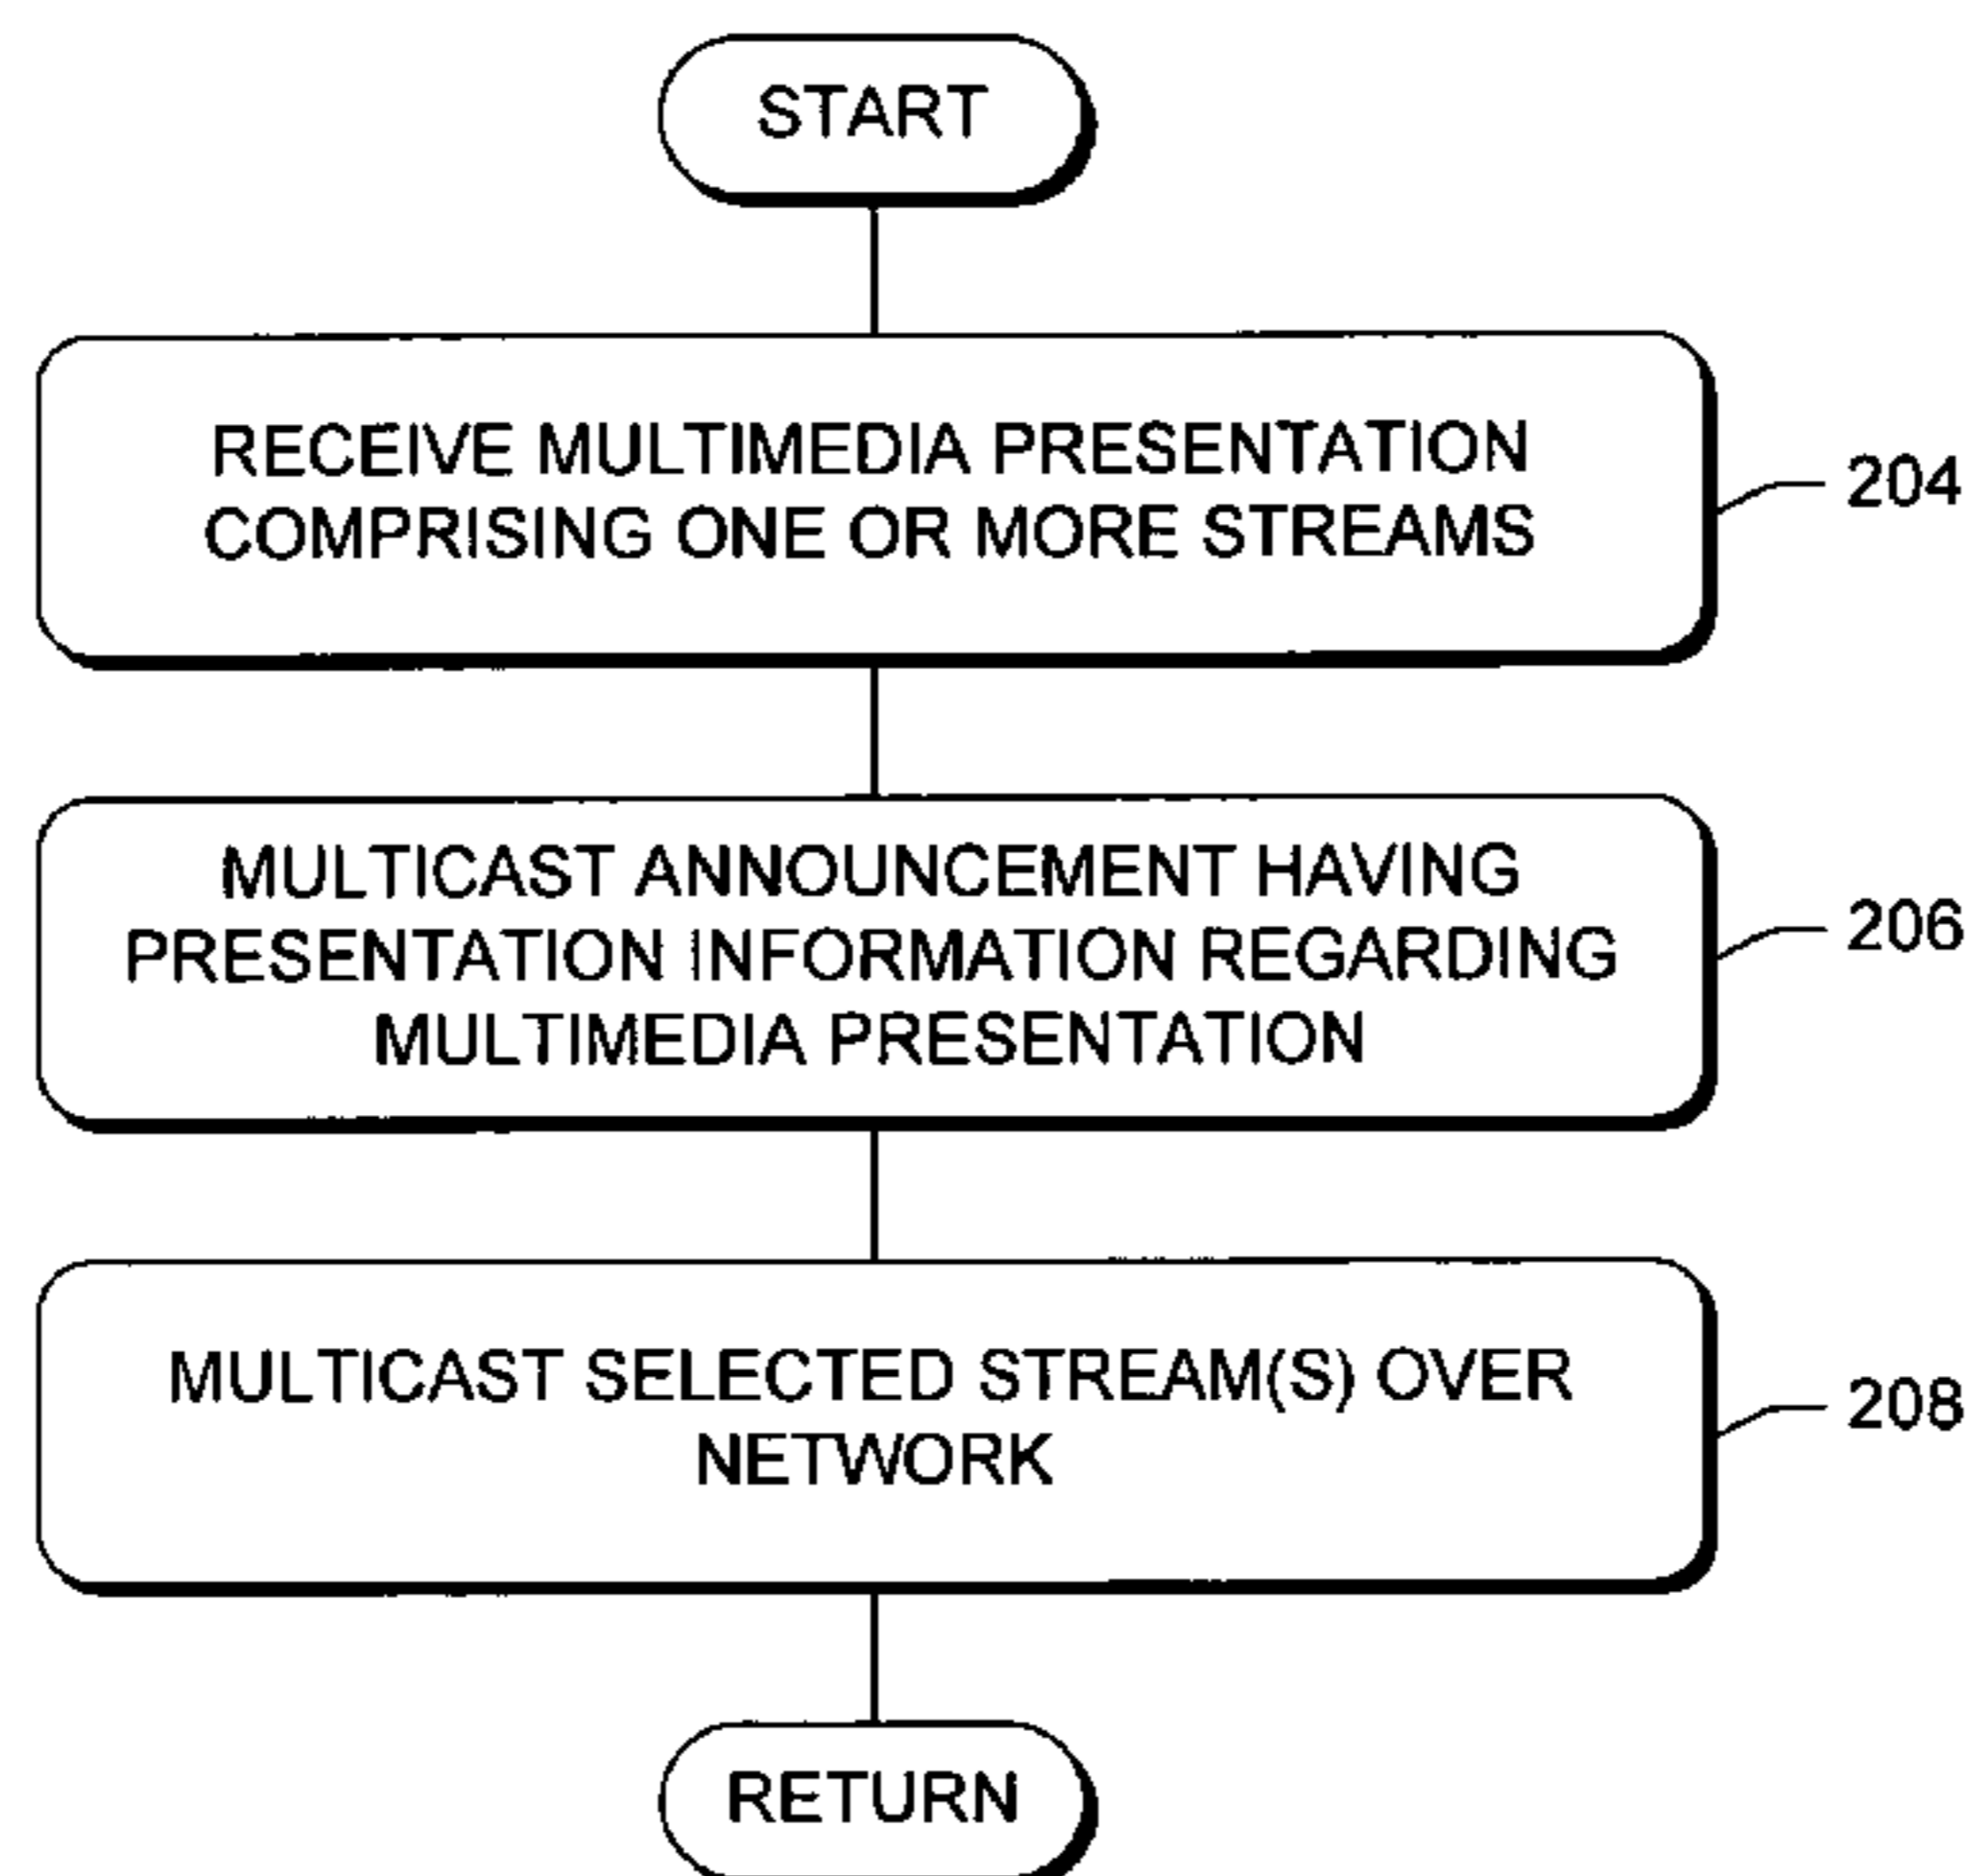 START
RECEIVE MULTIMEDIA PRESENTATION
COMPRISING ONE OR MORE STREAMS
204
MULTICAST ANNOUNCEMENT HAVING
PRESENTATION INFORMATION REGARDING
MULTIMEDIA PRESENTATION
206
MULTICAST SELECTED STREAM(S) OVER
NETWORK
208
RETURN